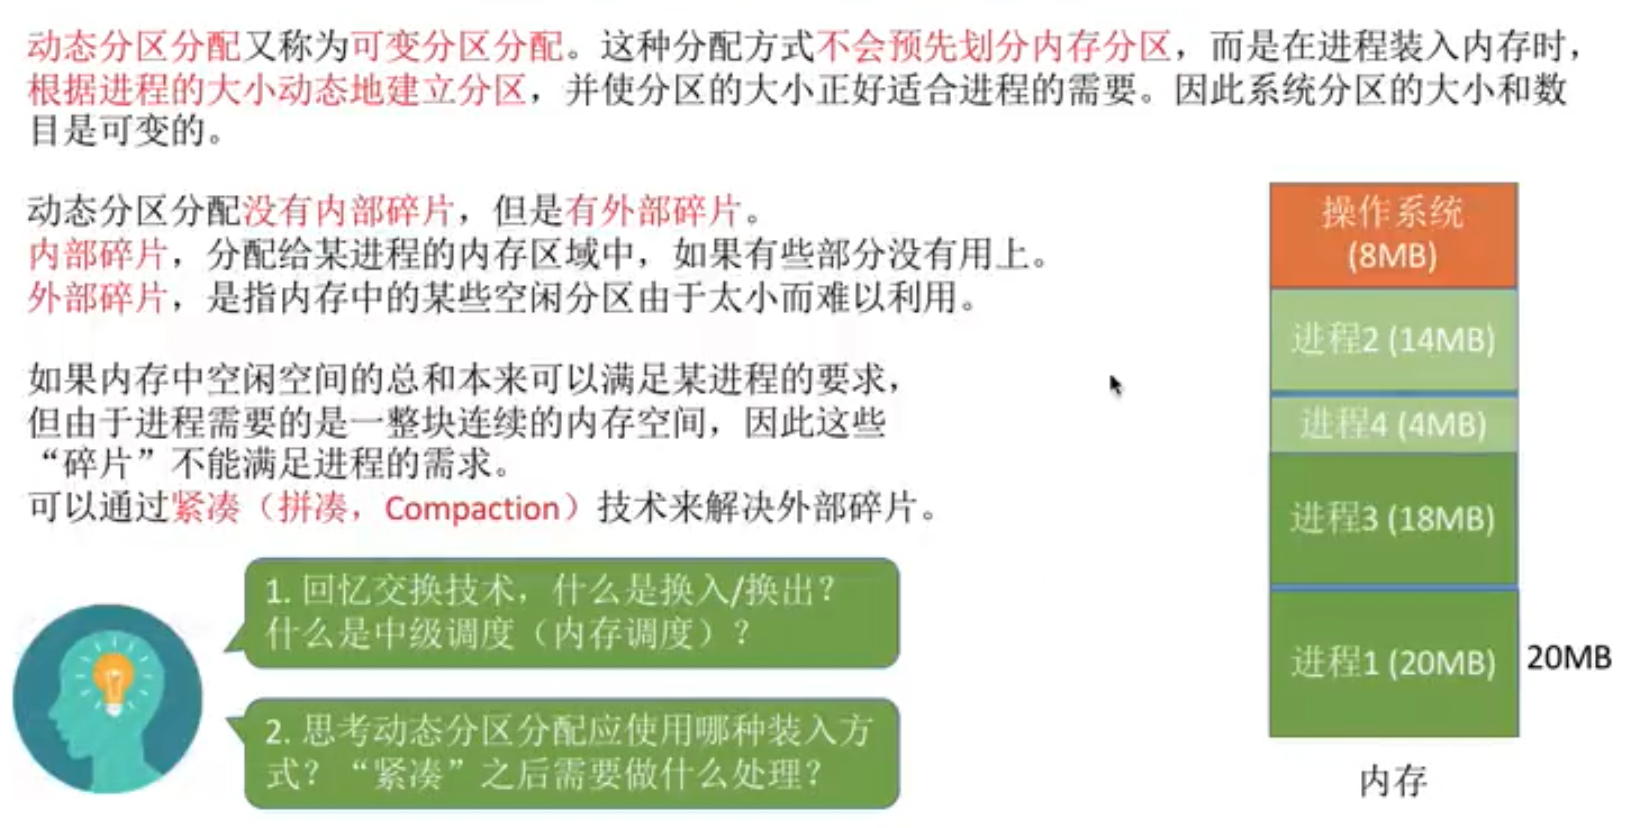 动态分区分配又称为可变分区分配。这种分配方式不会预先划分内存分区，而是在进程装入内存时，
根据进程的大小动态地建立分区，并使分区的大小正好适合进程的需要。因此系统分区的大小和数
目是可变的。
动态分区分配没有内部碎片，但是有外部碎片。
内部碎片，分配给某进程的内存区域中，如果有些部分没有用上。
外部碎片，是指内存中的某些空闲分区由于太小而难以利用。
如果内存中空闲空间的总和本来可以满足某进程的要求，
但由于进程需要的是一整块连续的内存空间，因此这些
“碎片”不能满足进程的需求。
可以通过紧凑（拼凑，Compaction）技术来解决外部碎片。
1. 回忆交换技术，什么是换入/换出？
什么是中级调度（内存调度）？
2. 思考动态分区分配应使用哪种装入方
式？“紧凑”之后需要做什么处理？
操作系统
(8MB)
进程2 (14MB)
进程4 (4MB)
进程3 (18MB)
进程1 (20MB)
20MB
内存